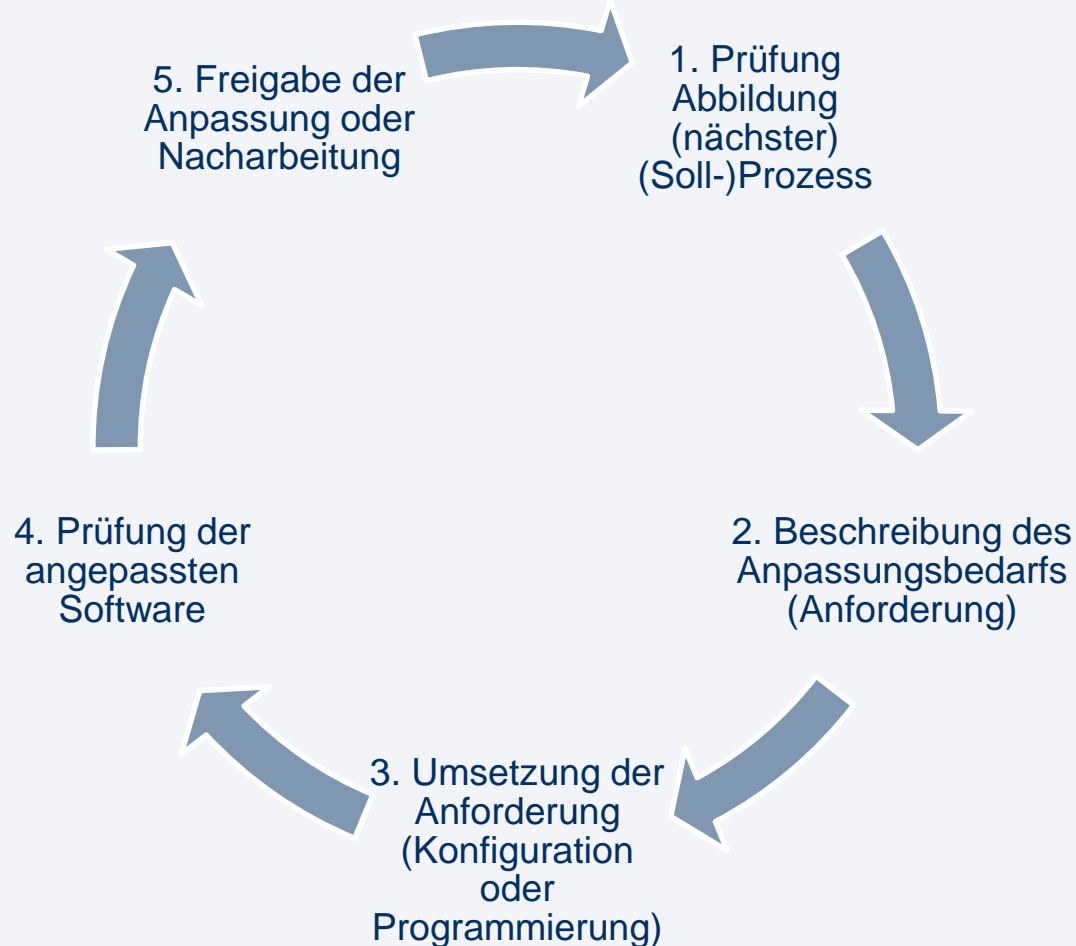 1. Prüfung
Abbildung
(nächster)
(Soll-)Prozess
2. Beschreibung des
Anpassungsbedarfs
(Anforderung)
3. Umsetzung der
Anforderung
(Konfiguration
oder
Programmierung)
4. Prüfung der
angepassten
Software
5. Freigabe der
Anpassung oder
Nacharbeitung